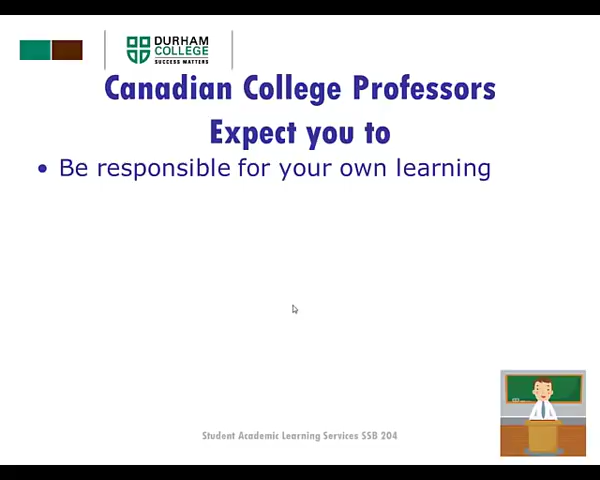 DURHAM
COLLEGE
SUCCESS MATTERS
Canadian College Professors
Expect you to
• Be responsible for your own learning
Student Academic Learning Services SSB 204